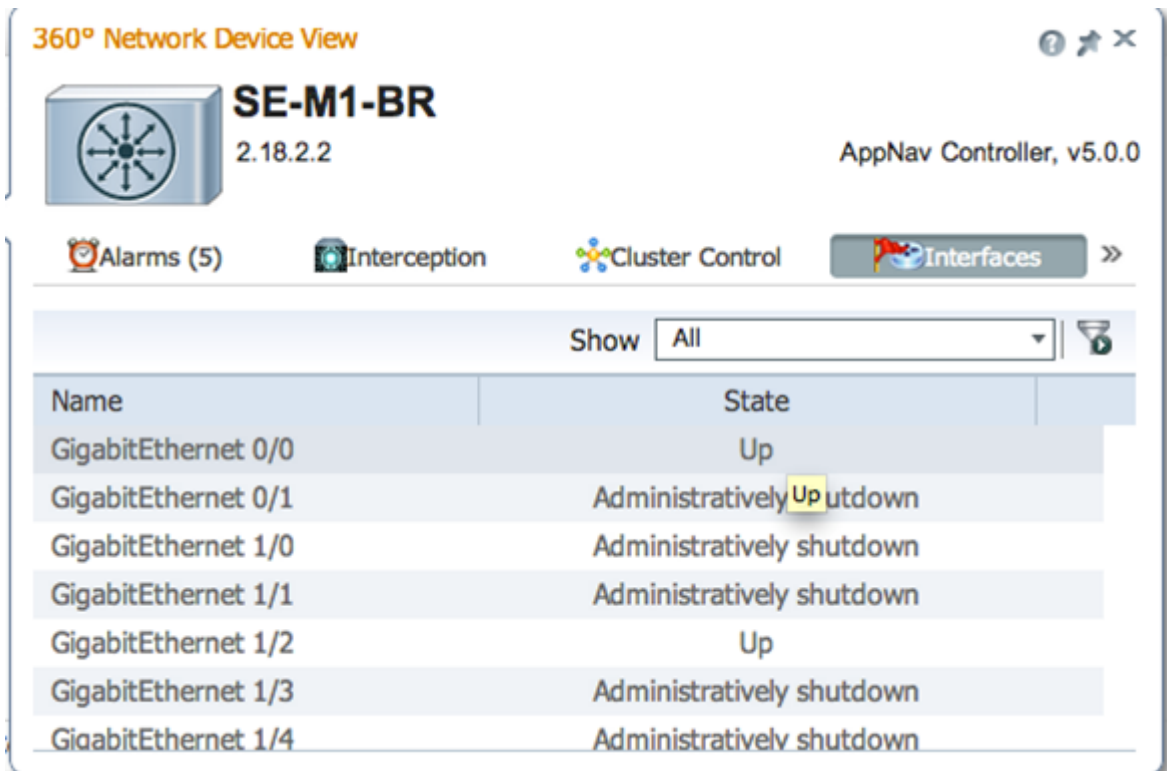 360° Network Device View
SE-M1-BR
2.18.2.2
AppNav Controller, v5.0.0
Alarms (5) Interception Cluster Control Interfaces »
Show All
Name State
GigabitEthernet 0/0 Up
GigabitEthernet 0/1 Administratively Up utdown
GigabitEthernet 1/0 Administratively shutdown
GigabitEthernet 1/1 Administratively shutdown
GigabitEthernet 1/2 Up
GigabitEthernet 1/3 Administratively shutdown
GigabitEthernet 1/4 Administratively shutdown